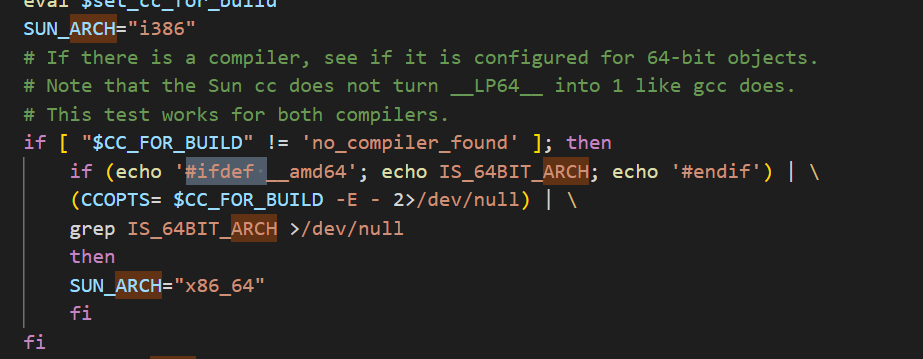 eval $set_cc_for_build
SUN_ARCH="i386"
# If there is a compiler, see if it is configured for 64-bit objects.
# Note that the Sun cc does not turn __LP64__ into 1 like gcc does.
# This test works for both compilers.
if [ "$CC_FOR_BUILD" != 'no_compiler_found' ]; then
if (echo '#ifdef __amd64'; echo IS_64BIT_ARCH; echo '#endif') | \
(CCOPTS= $CC_FOR_BUILD -E - 2>/dev/null) | \
grep IS_64BIT_ARCH >/dev/null
then
SUN_ARCH="x86_64"
fi
fi